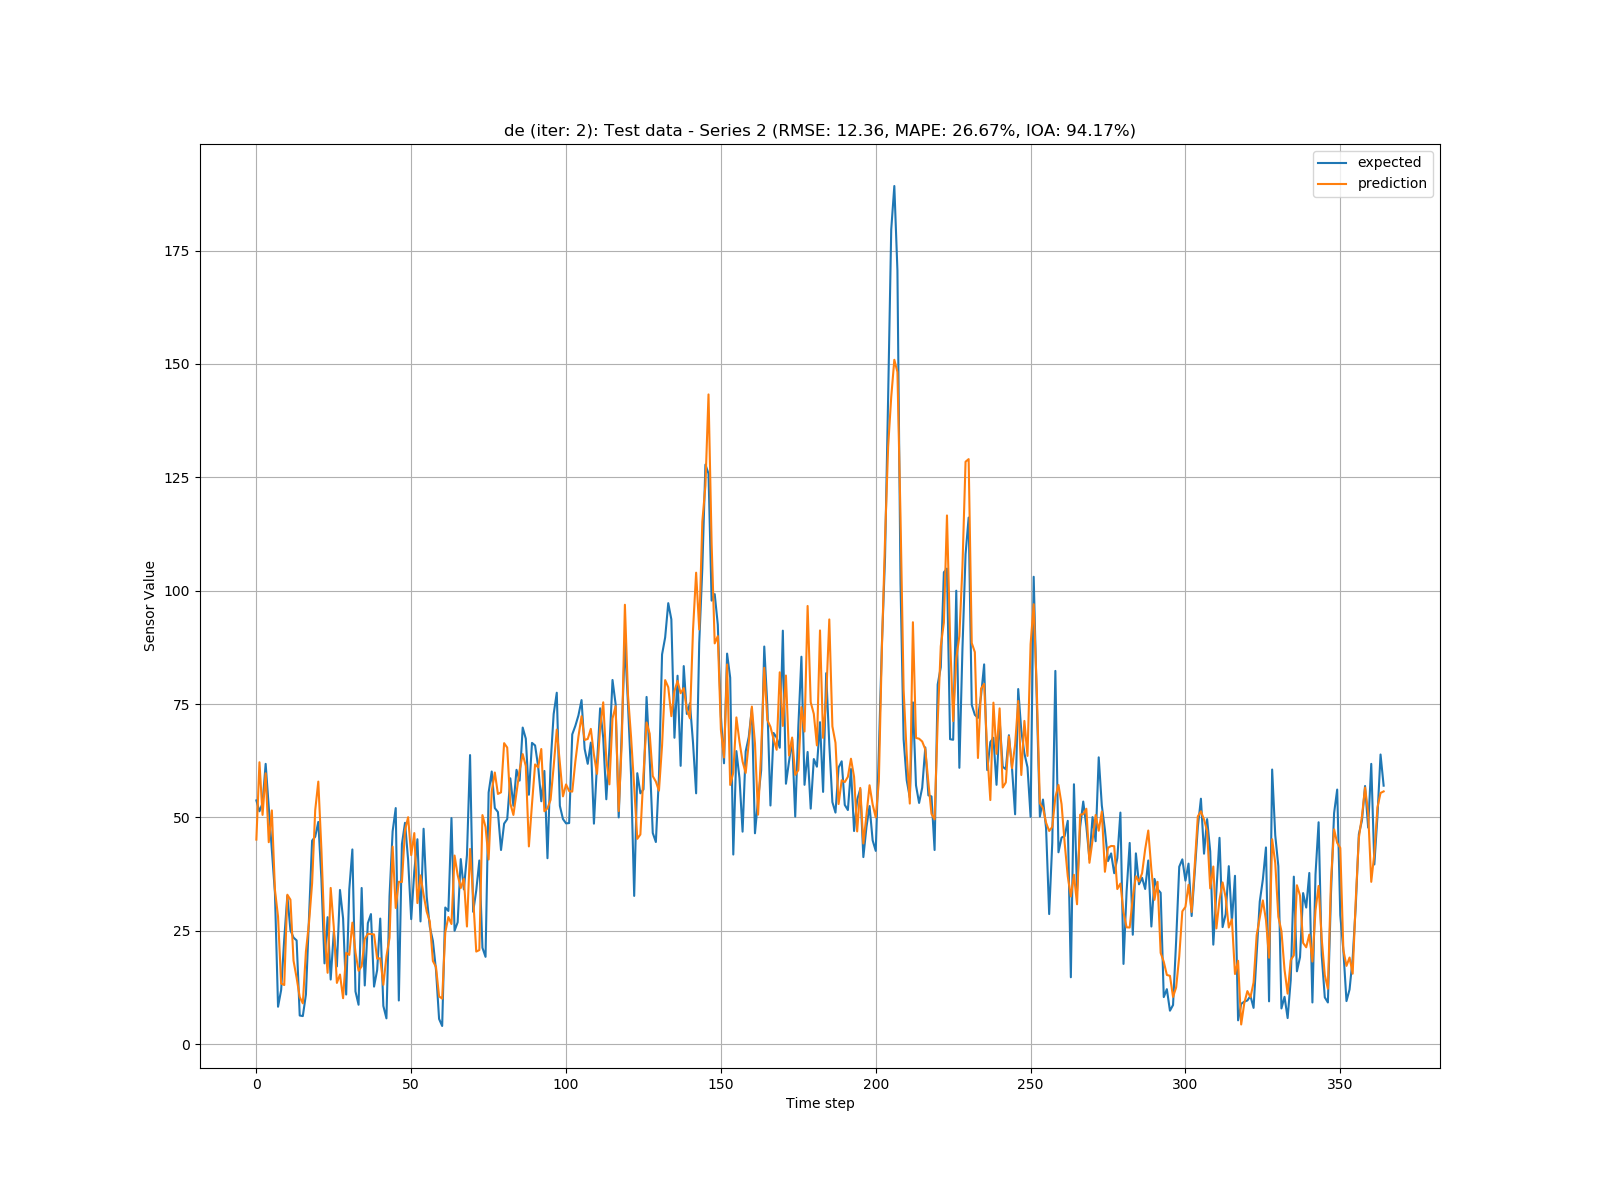 de (iter: 2): Test data - Series 2 (RMSE: 12.36, MAPE: 26.67%, IOA: 94.17%)
expected
prediction
175
150
125
100
75
50
25
0
Sensor Value
0 50 100 150 200 250 300 350
Time step